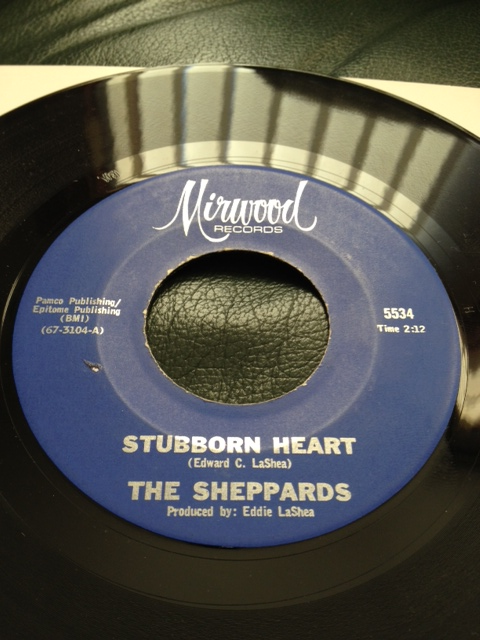 Mirwood
RECORDS
Pamco Publishing/
Epitome Publishing
(BMI)
(67-3104-A)
5534
Time 2:12
STUBBORN HEART
(Edward C. LaShea)
THE SHEPPARDS
Produced by: Eddie LaShea